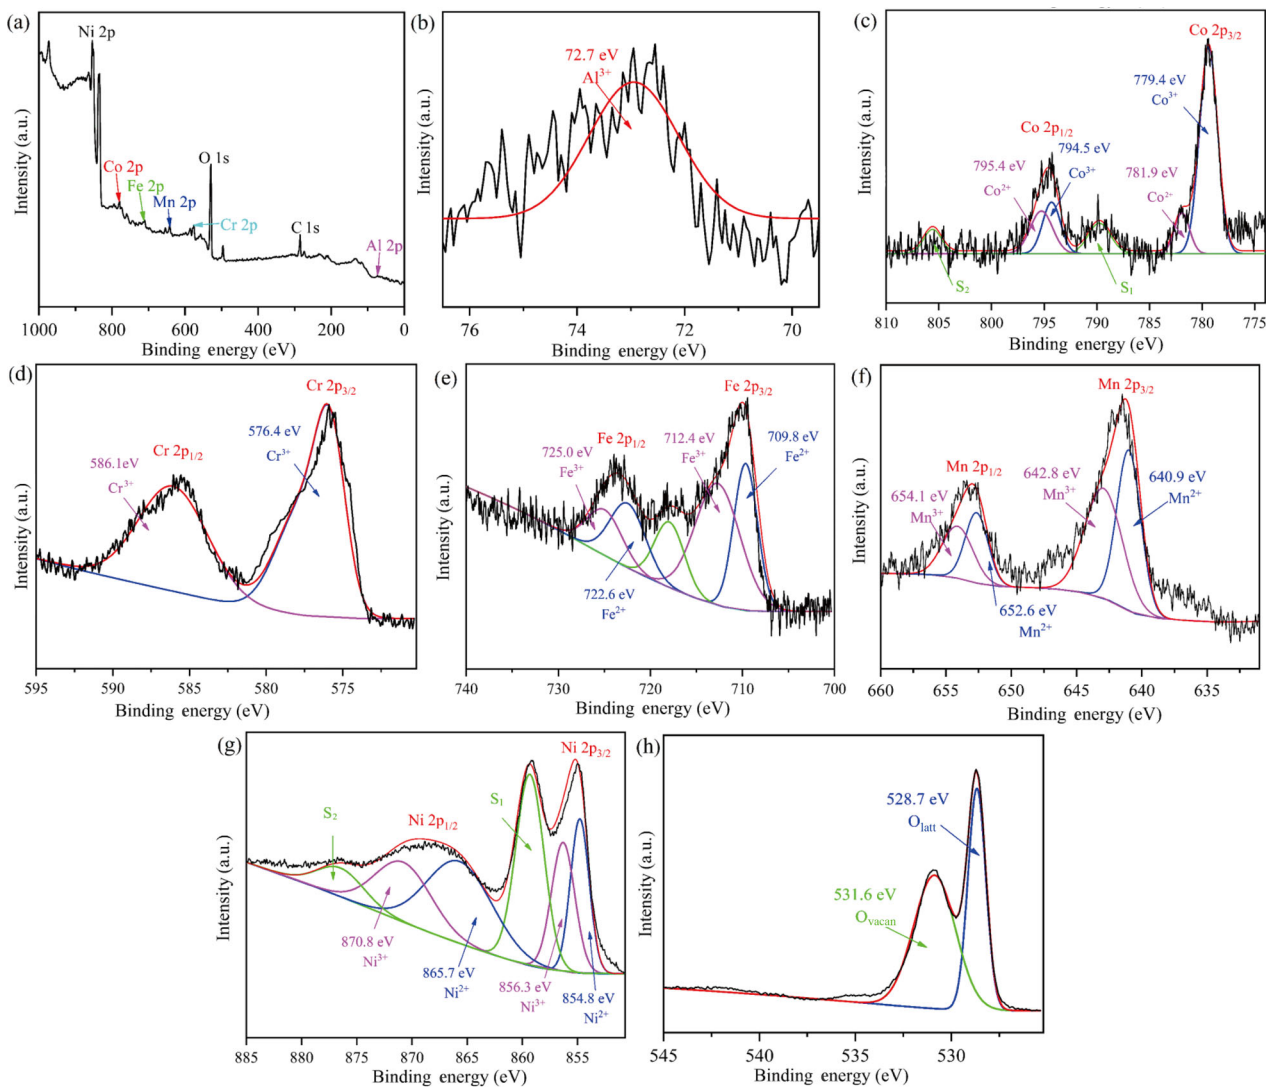 (a)
Ni 2p
Co 2p
Fe 2p
Mn 2p
O 1s
Cr 2p
C 1s
Al 2p
Intensity (a.u.)
1000 800 600 400 200 0
Binding energy (eV)
(b)
72.7 eV
Al³⁺
Intensity (a.u.)
76 74 72 70
Binding energy (eV)
(c)
Co 2p₃/₂
779.4 eV
Co³⁺
Co 2p₁/₂
794.5 eV
Co³⁺
795.4 eV
Co²⁺
781.9 eV
Co²⁺
S₂
S₁
Intensity (a.u.)
810 805 800 795 790 785 780 774
Binding energy (eV)
(d)
Cr 2p₃/₂
576.4 eV
Cr³⁺
Cr 2p₁/₂
586.1eV
Cr³⁺
Intensity (a.u.)
595 590 585 580 575
Binding energy (eV)
(e)
Fe 2p₃/₂
709.8 eV
Fe²⁺
712.4 eV
Fe³⁺
Fe 2p₁/₂
725.0 eV
Fe³⁺
722.6 eV
Fe²⁺
Intensity (a.u.)
740 730 720 710 700
Binding energy (eV)
(f)
Mn 2p₃/₂
Mn 2p₁/₂
642.8 eV
Mn³⁺
640.9 eV
Mn²⁺
654.1 eV
Mn³⁺
652.6 eV
Mn²⁺
Intensity (a.u.)
660 655 650 645 640 635
Binding energy (eV)
(g)
Ni 2p₃/₂
S₁
S₂
Ni 2p₁/₂
870.8 eV
Ni³⁺
865.7 eV
Ni²⁺
856.3 eV
Ni³⁺
854.8 eV
Ni²⁺
Intensity (a.u.)
885 880 875 870 865 860 855
Binding energy (eV)
(h)
528.7 eV
Olatt
531.6 eV
Ovacan
Intensity (a.u.)
545 540 535 530
Binding energy (eV)